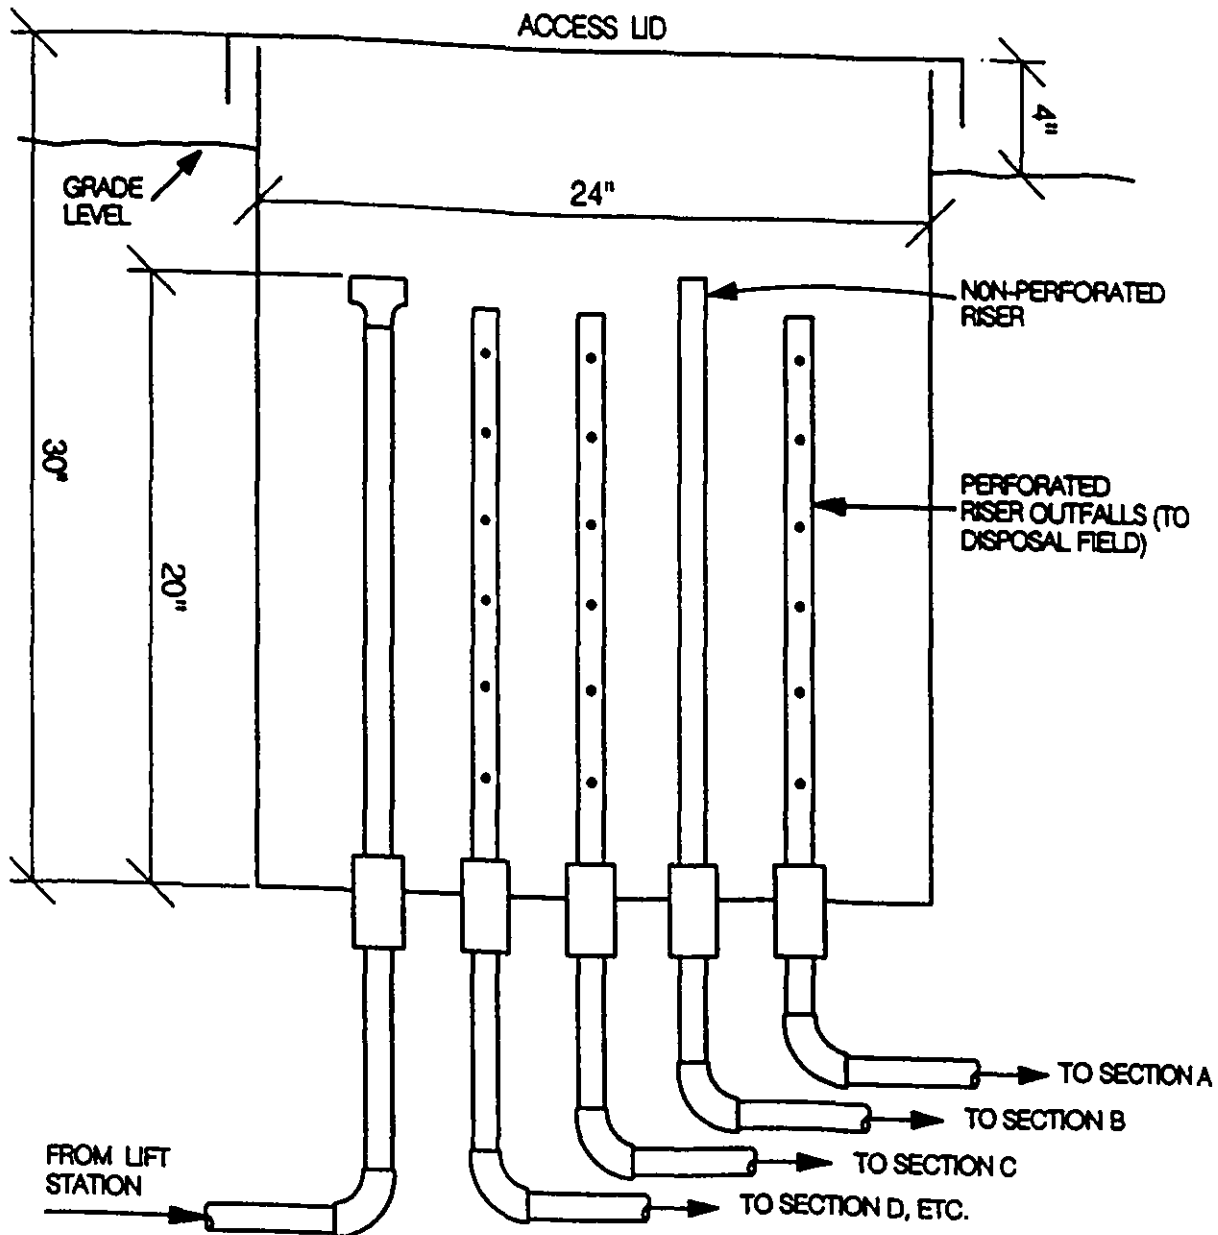 ACCESS LID
4"
GRADE
LEVEL
24"
NON-PERFORATED
RISER
30"
20"
PERFORATED
RISER OUTFALLS (TO
DISPOSAL FIELD)
TO SECTION A
TO SECTION B
TO SECTION C
TO SECTION D, ETC.
FROM LIFT
STATION